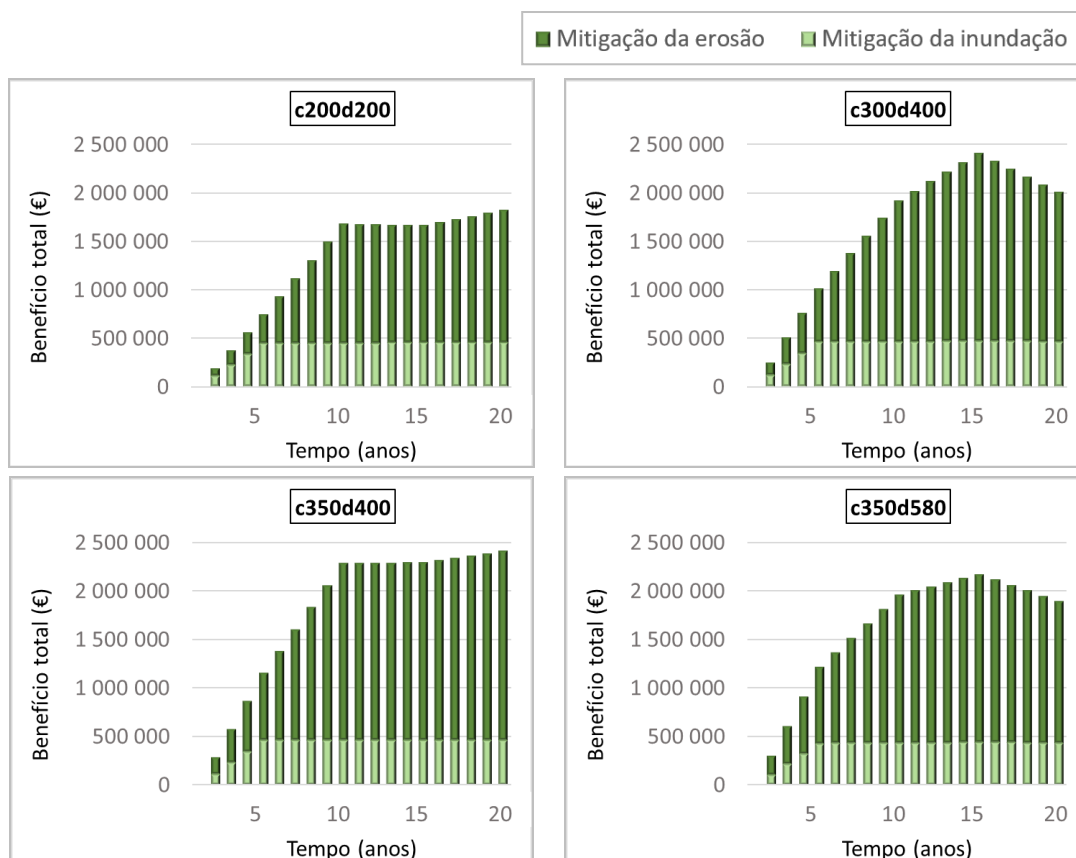 Mitigação da erosão Mitigação da inundação
c200d200
2 500 000
2 000 000
1 500 000
1 000 000
500 000
0
Benefício total (€)
5 10 15 20
Tempo (anos)
c300d400
2 500 000
2 000 000
1 500 000
1 000 000
500 000
0
Benefício total (€)
5 10 15 20
Tempo (anos)
c350d400
2 500 000
2 000 000
1 500 000
1 000 000
500 000
0
Benefício total (€)
5 10 15 20
Tempo (anos)
c350d580
2 500 000
2 000 000
1 500 000
1 000 000
500 000
0
Benefício total (€)
5 10 15 20
Tempo (anos)